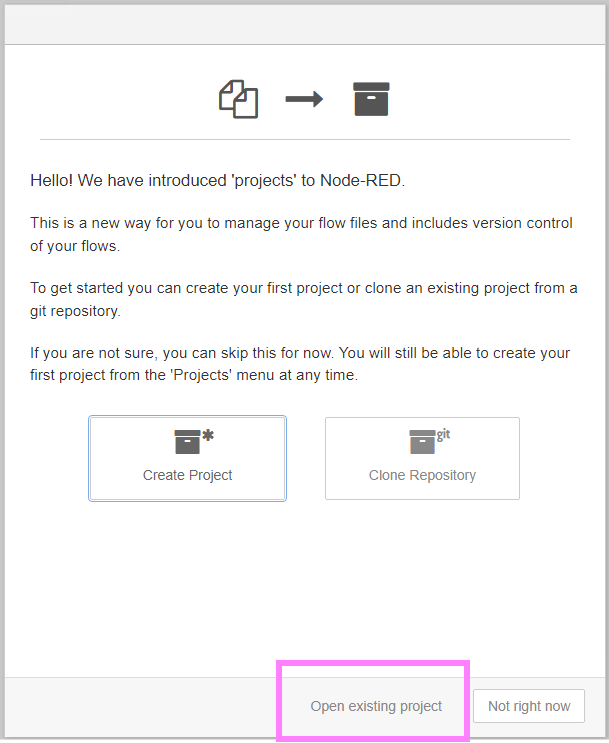 Hello! We have introduced 'projects' to Node-RED.
This is a new way for you to manage your flow files and includes version control
of your flows.
To get started you can create your first project or clone an existing project from a
git repository.
If you are not sure, you can skip this for now. You will still be able to create your
first project from the 'Projects' menu at any time.
*
Create Project
git
Clone Repository
Open existing project
Not right now